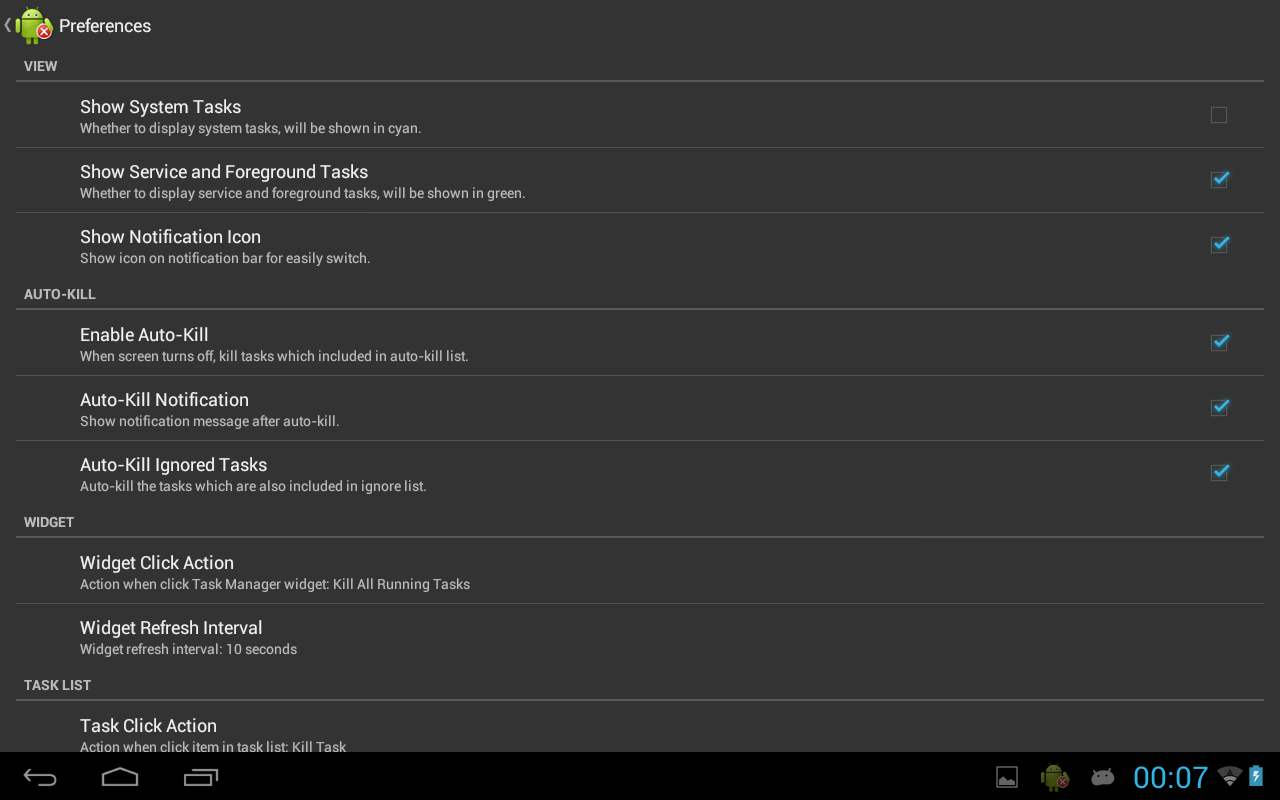 Preferences
VIEW
Show System Tasks
Whether to display system tasks, will be shown in cyan.
Show Service and Foreground Tasks
Whether to display service and foreground tasks, will be shown in green.
Show Notification Icon
Show icon on notification bar for easily switch.
AUTO-KILL
Enable Auto-Kill
When screen turns off, kill tasks which included in auto-kill list.
Auto-Kill Notification
Show notification message after auto-kill.
Auto-Kill Ignored Tasks
Auto-kill the tasks which are also included in ignore list.
WIDGET
Widget Click Action
Action when click Task Manager widget: Kill All Running Tasks
Widget Refresh Interval
Widget refresh interval: 10 seconds
TASK LIST
Task Click Action
Action when click item in task list: Kill Task
00:07